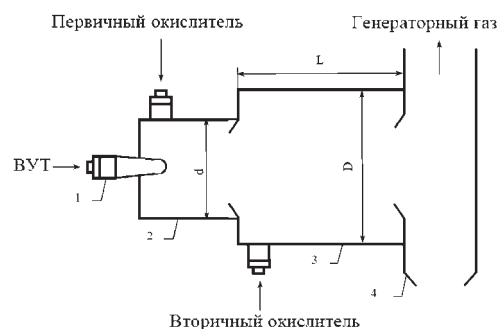 Первичный окислитель
Генераторный газ
L
ВУТ
d
D
1
2
3
4
Вторичный окислитель